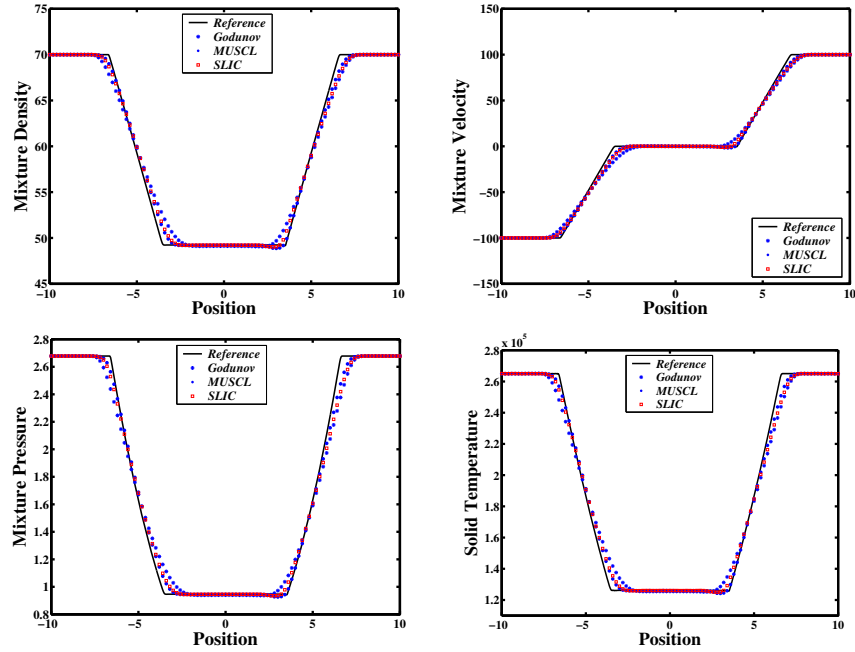 Mixture Density
75
70
65
60
55
50
45
−10
−5
0
5
10
Position
Reference
Godunov
MUSCL
SLIC
Mixture Velocity
150
100
50
0
−50
−100
−150
−10
−5
0
5
10
Position
Reference
Godunov
MUSCL
SLIC
Mixture Pressure
2.8
2.6
2.4
2.2
2
1.8
1.6
1.4
1.2
1
0.8
−10
−5
0
5
10
Position
Reference
Godunov
MUSCL
SLIC
Solid Temperature
x 10^5
2.8
2.6
2.4
2.2
2
1.8
1.6
1.4
1.2
−10
−5
0
5
10
Position
Reference
Godunov
MUSCL
SLIC